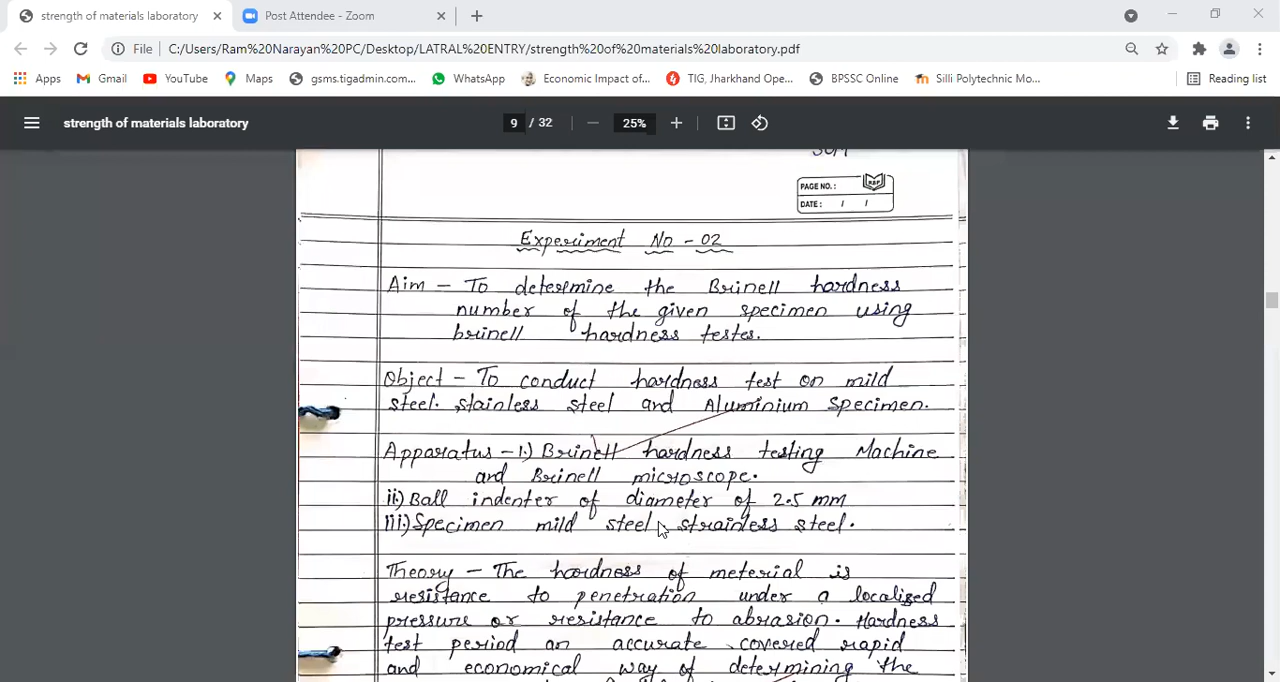 strength of materials laboratory
Post Attendee - Zoom
File
C:/Users/Ram%20Narayan%20PC/Desktop/LATRAL%20ENTRY/strength%20of%20materials%20laboratory.pdf
Apps
Gmail
YouTube
Maps
gsms.tigadmin.com...
WhatsApp
Economic Impact of...
TIG, Jharkhand Ope...
BPSSC Online
Silli Polytechnic Mo...
Reading list
strength of materials laboratory
9 / 32
25%
SOM
PAGE NO.:
RSP
DATE: / /
Experiment No - 02
Aim - To determine the Brinell hardness
number of the given specimen using
brinell hardness testes.
Object - To conduct hardness test on mild
steel. stainless steel and Aluminium Specimen.
Apparatus - 1.) Brinell hardness testing Machine
and Brinell microscope.
ii.) Ball indenter of diameter of 2.5 mm
iii.) Specimen mild steel, strainless steel.
Theory - The hardness of meterial is
resistance to penetration under a localized
pressure or resistance to abrasion. Hardness
test period an accurate covered rapid
and economical way of determining the